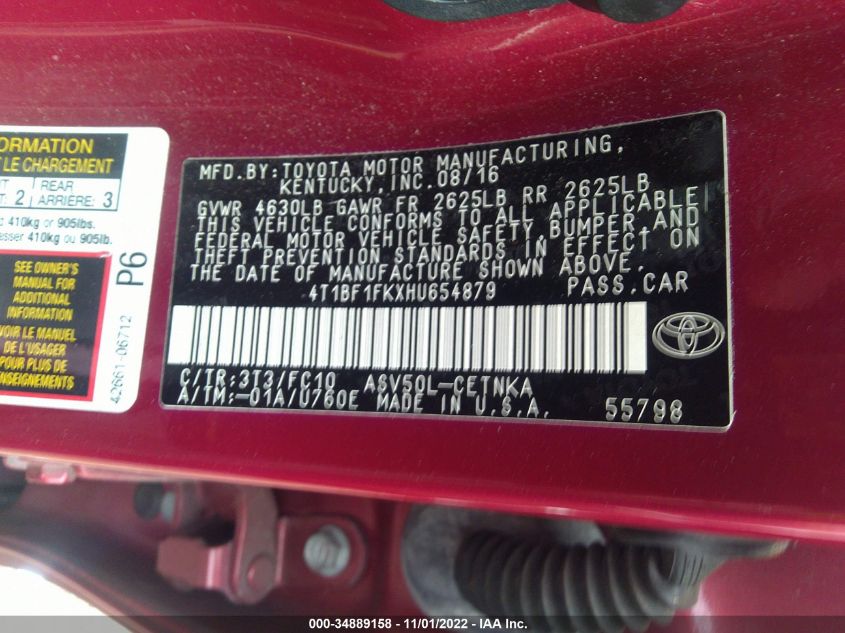 ORMATION
LE CHARGEMENT
REAR
2 ARRIÈRE: 3
410kg or 905lbs.
esser 410kg ou 905lb.
SEE OWNER'S
MANUAL FOR
ADDITIONAL
INFORMATION
VOIR LE MANUEL
DE L'USAGER
POUR PLUS DE
ENSEIGNEMENTS
P6
42661-06712
MFD.BY:TOYOTA MOTOR MANUFACTURING,
KENTUCKY,INC.08/16
GVWR 4630LB GAWR FR 2625LB RR 2625LB
THIS VEHICLE CONFORMS TO ALL APPLICABLE
FEDERAL MOTOR VEHICLE SAFETY,BUMPER,AND
THEFT PREVENTION STANDARDS IN EFFECT ON
THE DATE OF MANUFACTURE SHOWN ABOVE.
4T1BF1FKXHU654879 PASS.CAR
C/TR:3T3/FC10 ASV50L-CETNKA
A/TM:-01A/U760E MADE IN U.S.A. 55798
000-34889158 - 11/01/2022 - IAA Inc.